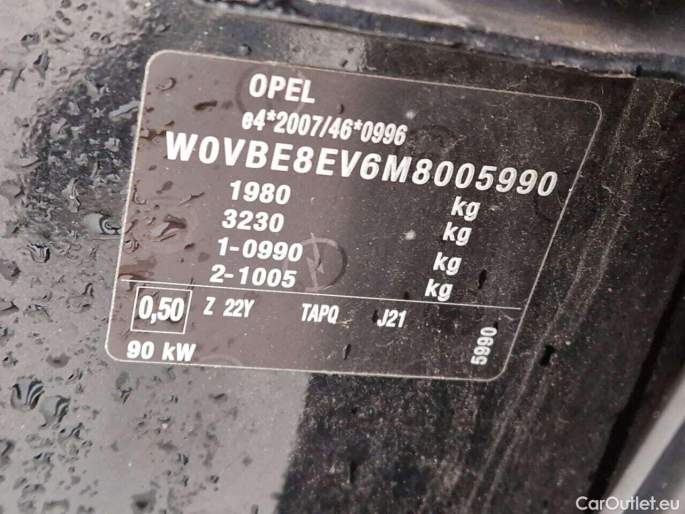 OPEL
e4*2007/46*0996
W0VBE8EV6M8005990
1980 kg
3230 kg
1-0990 kg
2-1005 kg
0,50 Z 22Y TAPQ J21
5990
90 kW
CarOutlet.eu